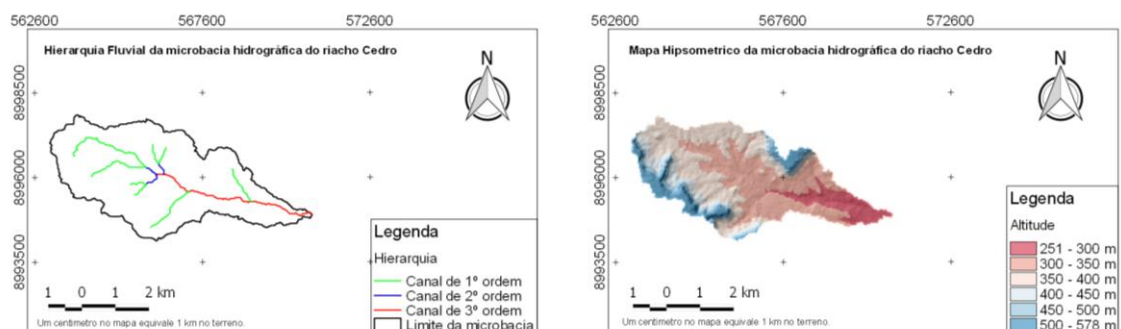 562600 567600 572600
Hierarquia Fluvial da microbacia hidrográfica do riacho Cedro
N
8998500
8996000
8993500
Legenda
Hierarquia
Canal de 1º ordem
Canal de 2º ordem
Canal de 3º ordem
Limite da microbacia
1 0 1 2 km
Um centimetro no mapa equivale 1 km no terreno.
562600 567600 572600
Mapa Hipsometrico da microbacia hidrográfica do riacho Cedro
N
8998500
8996000
8993500
Legenda
Altitude
251 - 300 m
300 - 350 m
350 - 400 m
400 - 450 m
450 - 500 m
500 - 578 m
1 0 1 2 km
Um centimetro no mapa equivale 1 km no terreno.